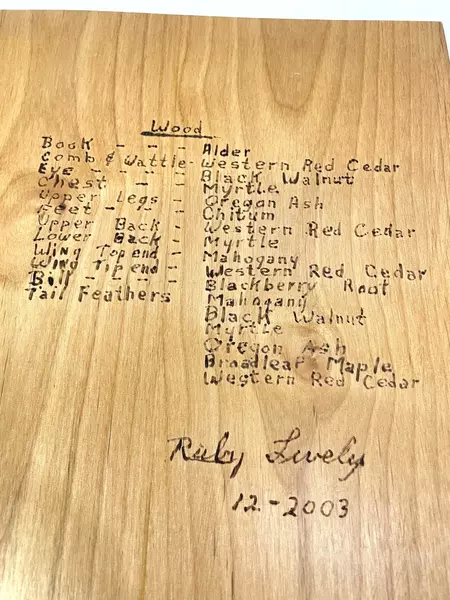 Wood
Book - - - Alder
Comb & Wattle - Western Red Cedar
Eye - - - - Black Walnut
Chest - - - Myrtle
Upper Legs - Oregon Ash
Feet - - - Chitum
Upper Back - Western Red Cedar
Lower Back - Myrtle
Wing Top end - Mahogany
Wing Tip end - Western Red Cedar
Bill - - - - Blackberry Root
Tail Feathers Mahogany
Black Walnut
Myrtle
Oregon Ash
Broadleaf Maple
Western Red Cedar
Ruby Lively
12-2003